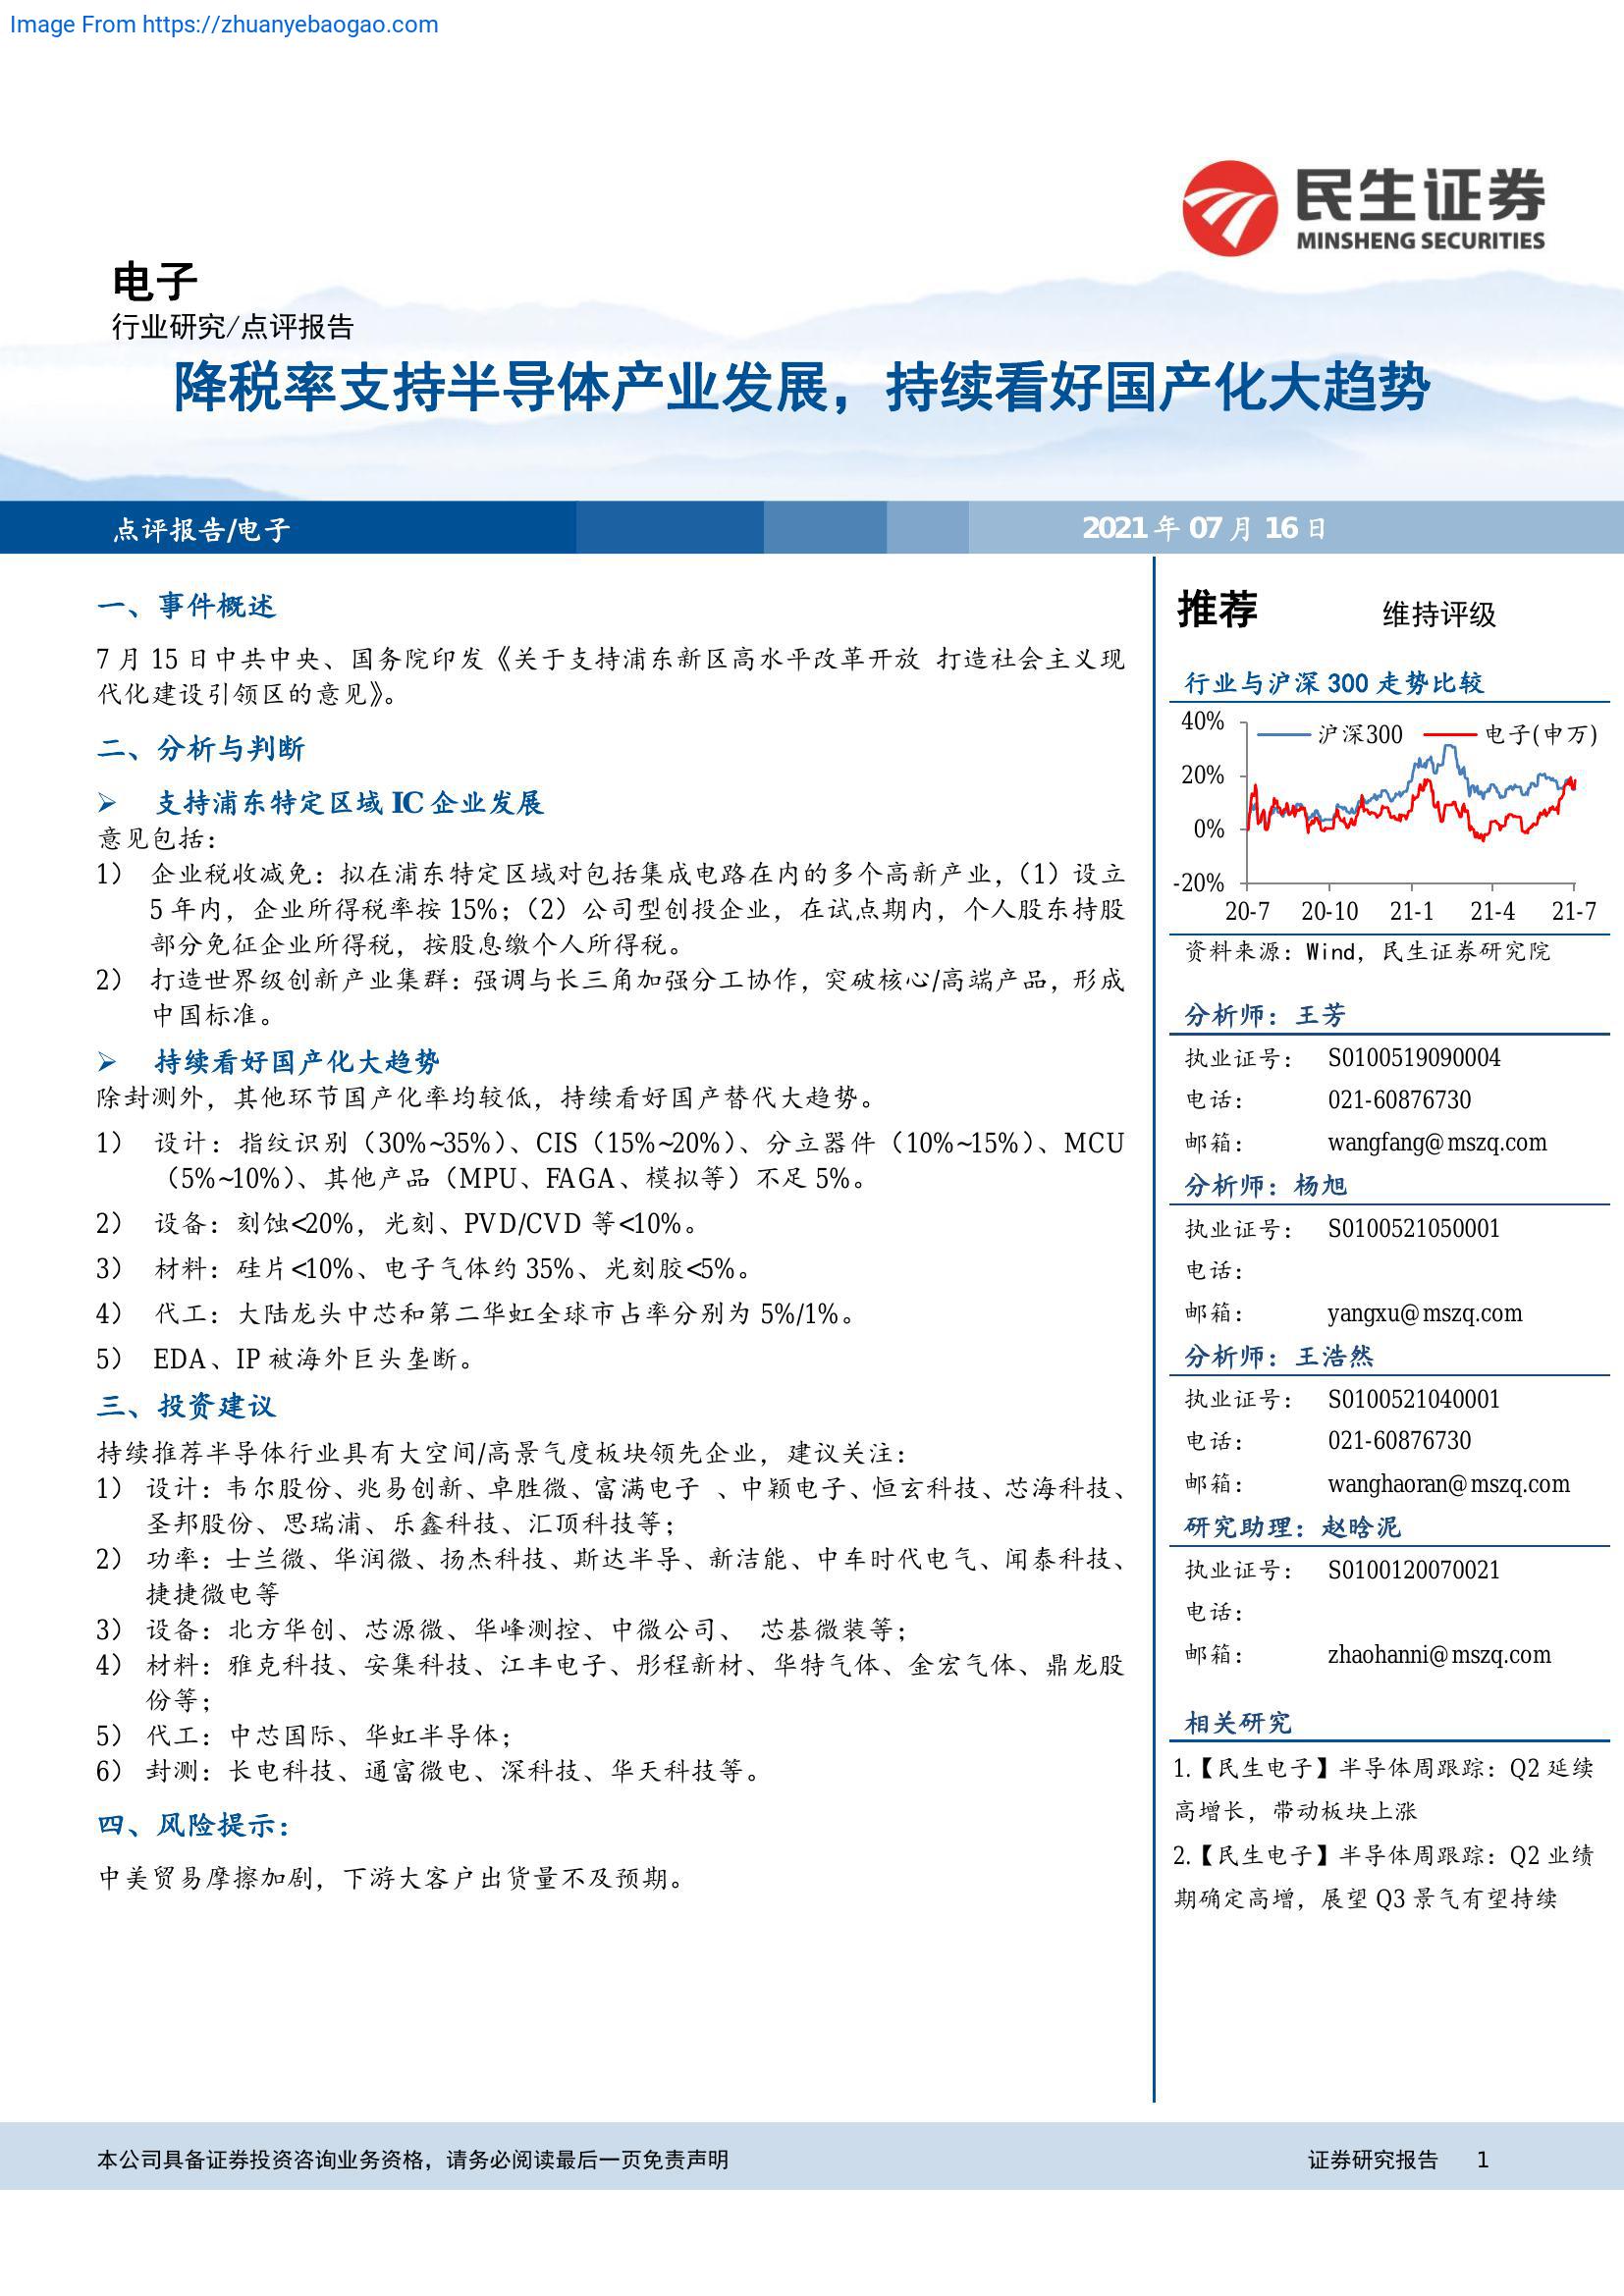 Image From https://zhuanyebaogao.com
民生证券
MINSHENG SECURITIES
电子
行业研究/点评报告
降税率支持半导体产业发展，持续看好国产化大趋势
点评报告/电子
2021 年 07 月 16 日
一、事件概述
7 月 15 日中共中央、国务院印发《关于支持浦东新区高水平改革开放 打造社会主义现
代化建设引领区的意见》。
二、分析与判断
➢ 支持浦东特定区域 IC 企业发展
意见包括：
1） 企业税收减免：拟在浦东特定区域对包括集成电路在内的多个高新产业，（1）设立
5 年内，企业所得税率按 15%；（2）公司型创投企业，在试点期内，个人股东持股
部分免征企业所得税，按股息缴个人所得税。
2） 打造世界级创新产业集群：强调与长三角加强分工协作，突破核心/高端产品，形成
中国标准。
➢ 持续看好国产化大趋势
除封测外，其他环节国产化率均较低，持续看好国产替代大趋势。
1） 设计：指纹识别（30%~35%）、CIS（15%~20%）、分立器件（10%~15%）、MCU
（5%~10%）、其他产品（MPU、FAGA、模拟等）不足 5%。
2） 设备：刻蚀<20%，光刻、PVD/CVD 等<10%。
3） 材料：硅片<10%、电子气体约 35%、光刻胶<5%。
4） 代工：大陆龙头中芯和第二华虹全球市占率分别为 5%/1%。
5） EDA、IP 被海外巨头垄断。
三、投资建议
持续推荐半导体行业具有大空间/高景气度板块领先企业，建议关注：
1） 设计：韦尔股份、兆易创新、卓胜微、富满电子 、中颖电子、恒玄科技、芯海科技、
圣邦股份、思瑞浦、乐鑫科技、汇顶科技等；
2） 功率：士兰微、华润微、扬杰科技、斯达半导、新洁能、中车时代电气、闻泰科技、
捷捷微电等
3） 设备：北方华创、芯源微、华峰测控、中微公司、 芯碁微装等；
4） 材料：雅克科技、安集科技、江丰电子、彤程新材、华特气体、金宏气体、鼎龙股
份等；
5） 代工：中芯国际、华虹半导体；
6） 封测：长电科技、通富微电、深科技、华天科技等。
四、风险提示：
中美贸易摩擦加剧，下游大客户出货量不及预期。
推荐 维持评级
行业与沪深 300 走势比较
沪深300 电子(申万)
40%
20%
0%
-20%
20-7 20-10 21-1 21-4 21-7
资料来源：Wind，民生证券研究院
分析师：王芳
执业证号： S0100519090004
电话： 021-60876730
邮箱： wangfang@mszq.com
分析师：杨旭
执业证号： S0100521050001
电话：
邮箱： yangxu@mszq.com
分析师：王浩然
执业证号： S0100521040001
电话： 021-60876730
邮箱： wanghaoran@mszq.com
研究助理：赵晗泥
执业证号： S0100120070021
电话：
邮箱： zhaohanni@mszq.com
相关研究
1.【民生电子】半导体周跟踪：Q2 延续
高增长，带动板块上涨
2.【民生电子】半导体周跟踪：Q2 业绩
期确定高增，展望 Q3 景气有望持续
本公司具备证券投资咨询业务资格，请务必阅读最后一页免责声明
证券研究报告 1